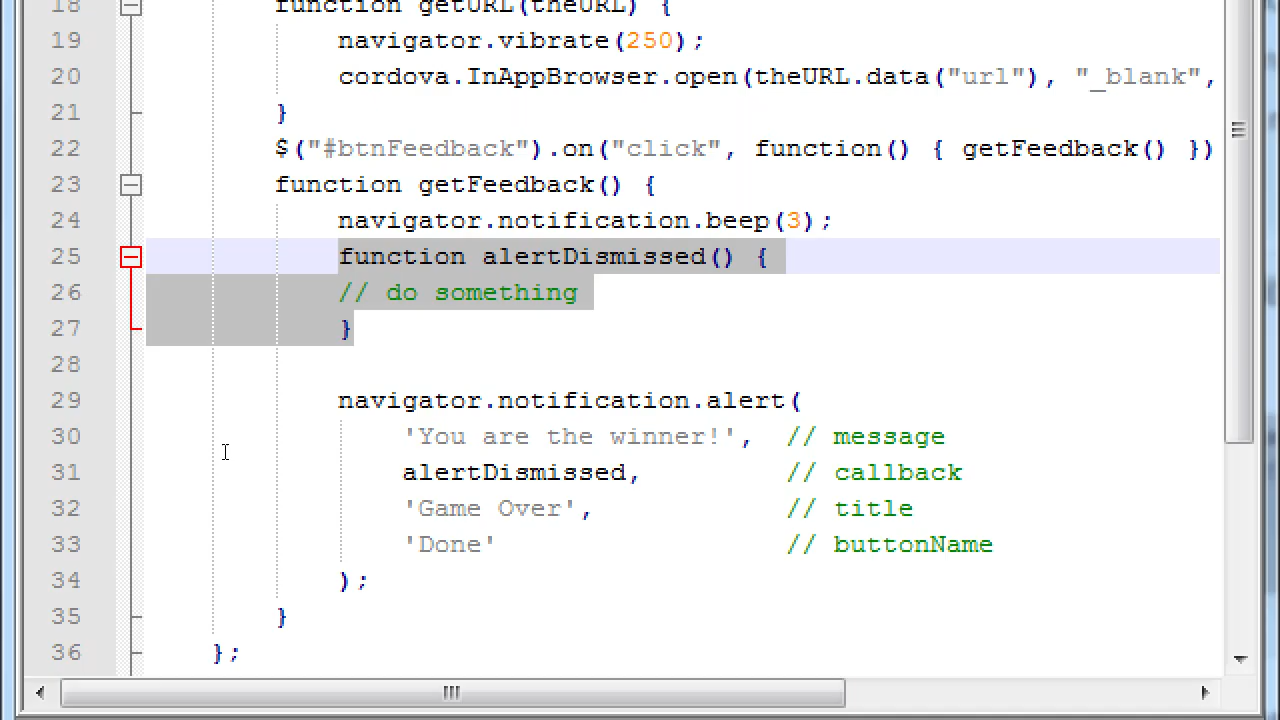 18 function getURL(theURL) {
19 navigator.vibrate(250);
20 cordova.InAppBrowser.open(theURL.data("url"), "_blank",
21 }
22 $("#btnFeedback").on("click", function() { getFeedback() })
23 function getFeedback() {
24 navigator.notification.beep(3);
25 function alertDismissed() {
26 // do something
27 }
28
29 navigator.notification.alert(
30 'You are the winner!', // message
31 alertDismissed, // callback
32 'Game Over', // title
33 'Done' // buttonName
34 );
35 }
36 };